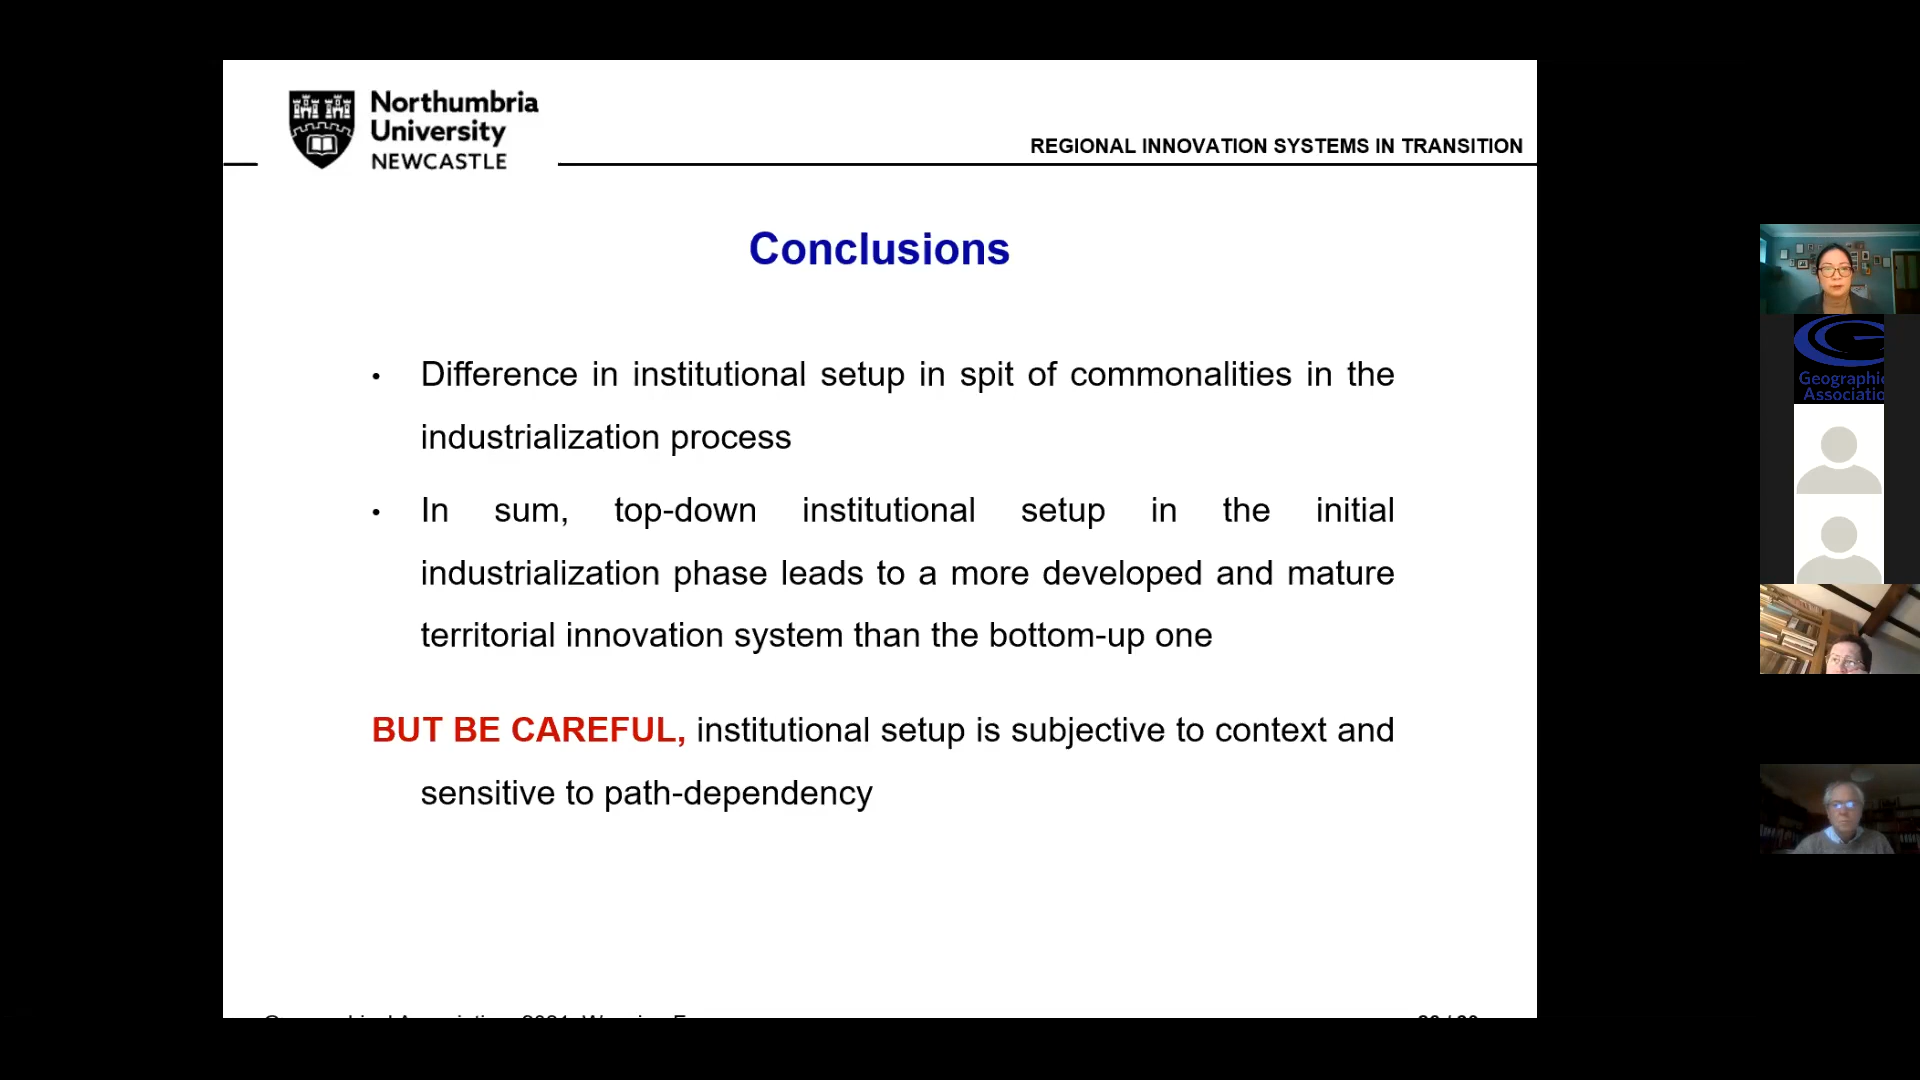 Northumbria
University
NEWCASTLE
REGIONAL INNOVATION SYSTEMS IN TRANSITION
Conclusions
• Difference in institutional setup in spit of commonalities in the
industrialization process
• In sum, top-down institutional setup in the initial
industrialization phase leads to a more developed and mature
territorial innovation system than the bottom-up one
BUT BE CAREFUL, institutional setup is subjective to context and
sensitive to path-dependency
Geographic
Associatio